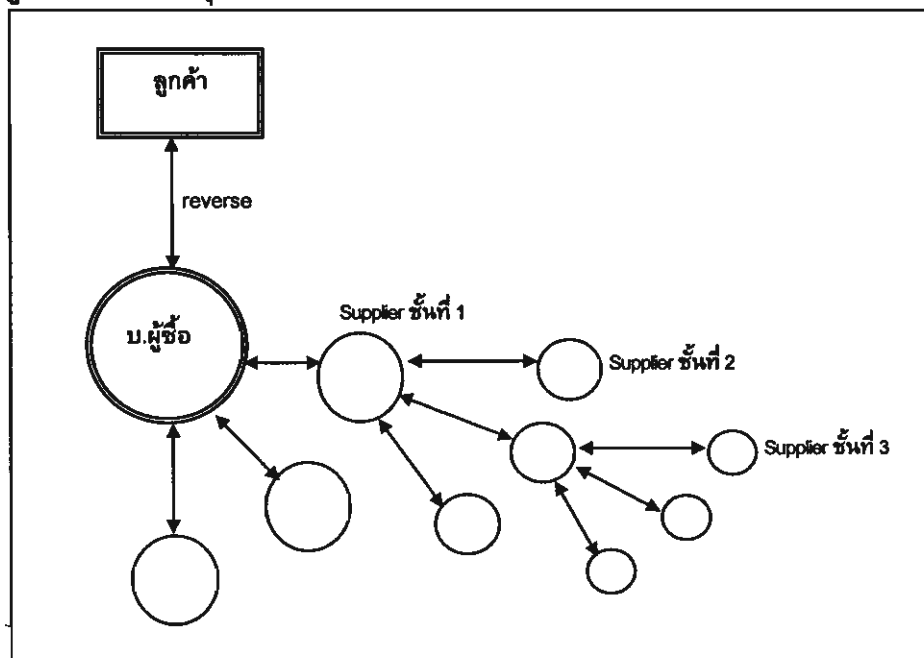 ลูกค้า
reverse
บ.ผู้ซื้อ
Supplier ชั้นที่ 1
Supplier ชั้นที่ 2
Supplier ชั้นที่ 3